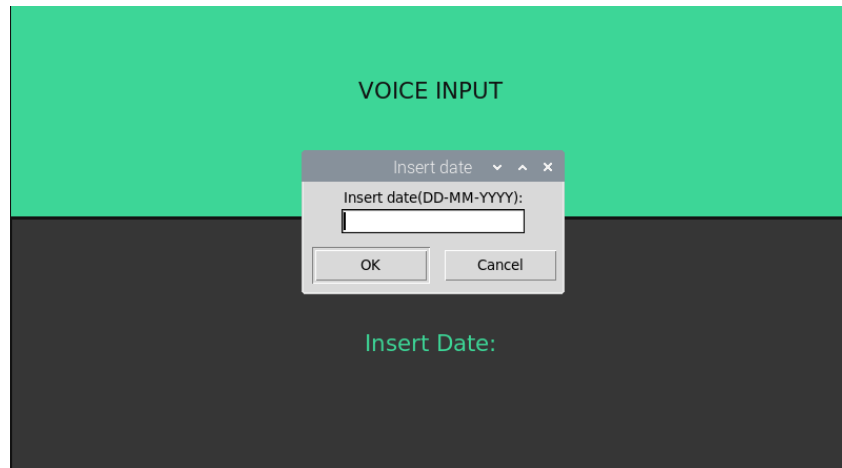 VOICE INPUT
Insert date
Insert date(DD-MM-YYYY):
OK
Cancel
Insert Date: